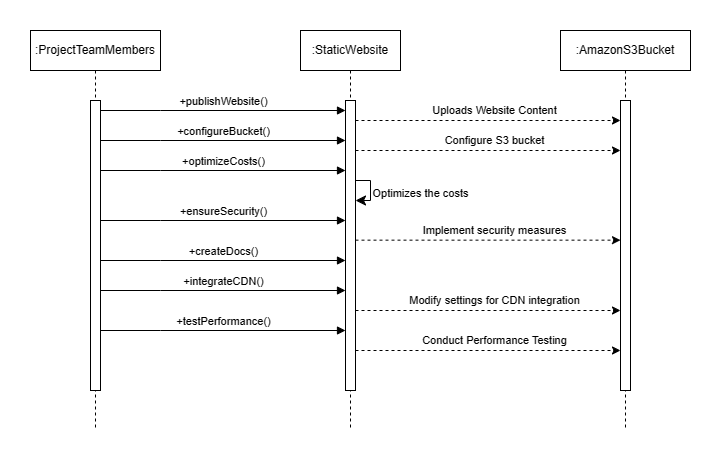 :ProjectTeamMembers
:StaticWebsite
:AmazonS3Bucket
+publishWebsite()
Uploads Website Content
+configureBucket()
Configure S3 bucket
+optimizeCosts()
Optimizes the costs
+ensureSecurity()
Implement security measures
+createDocs()
+integrateCDN()
Modify settings for CDN integration
+testPerformance()
Conduct Performance Testing